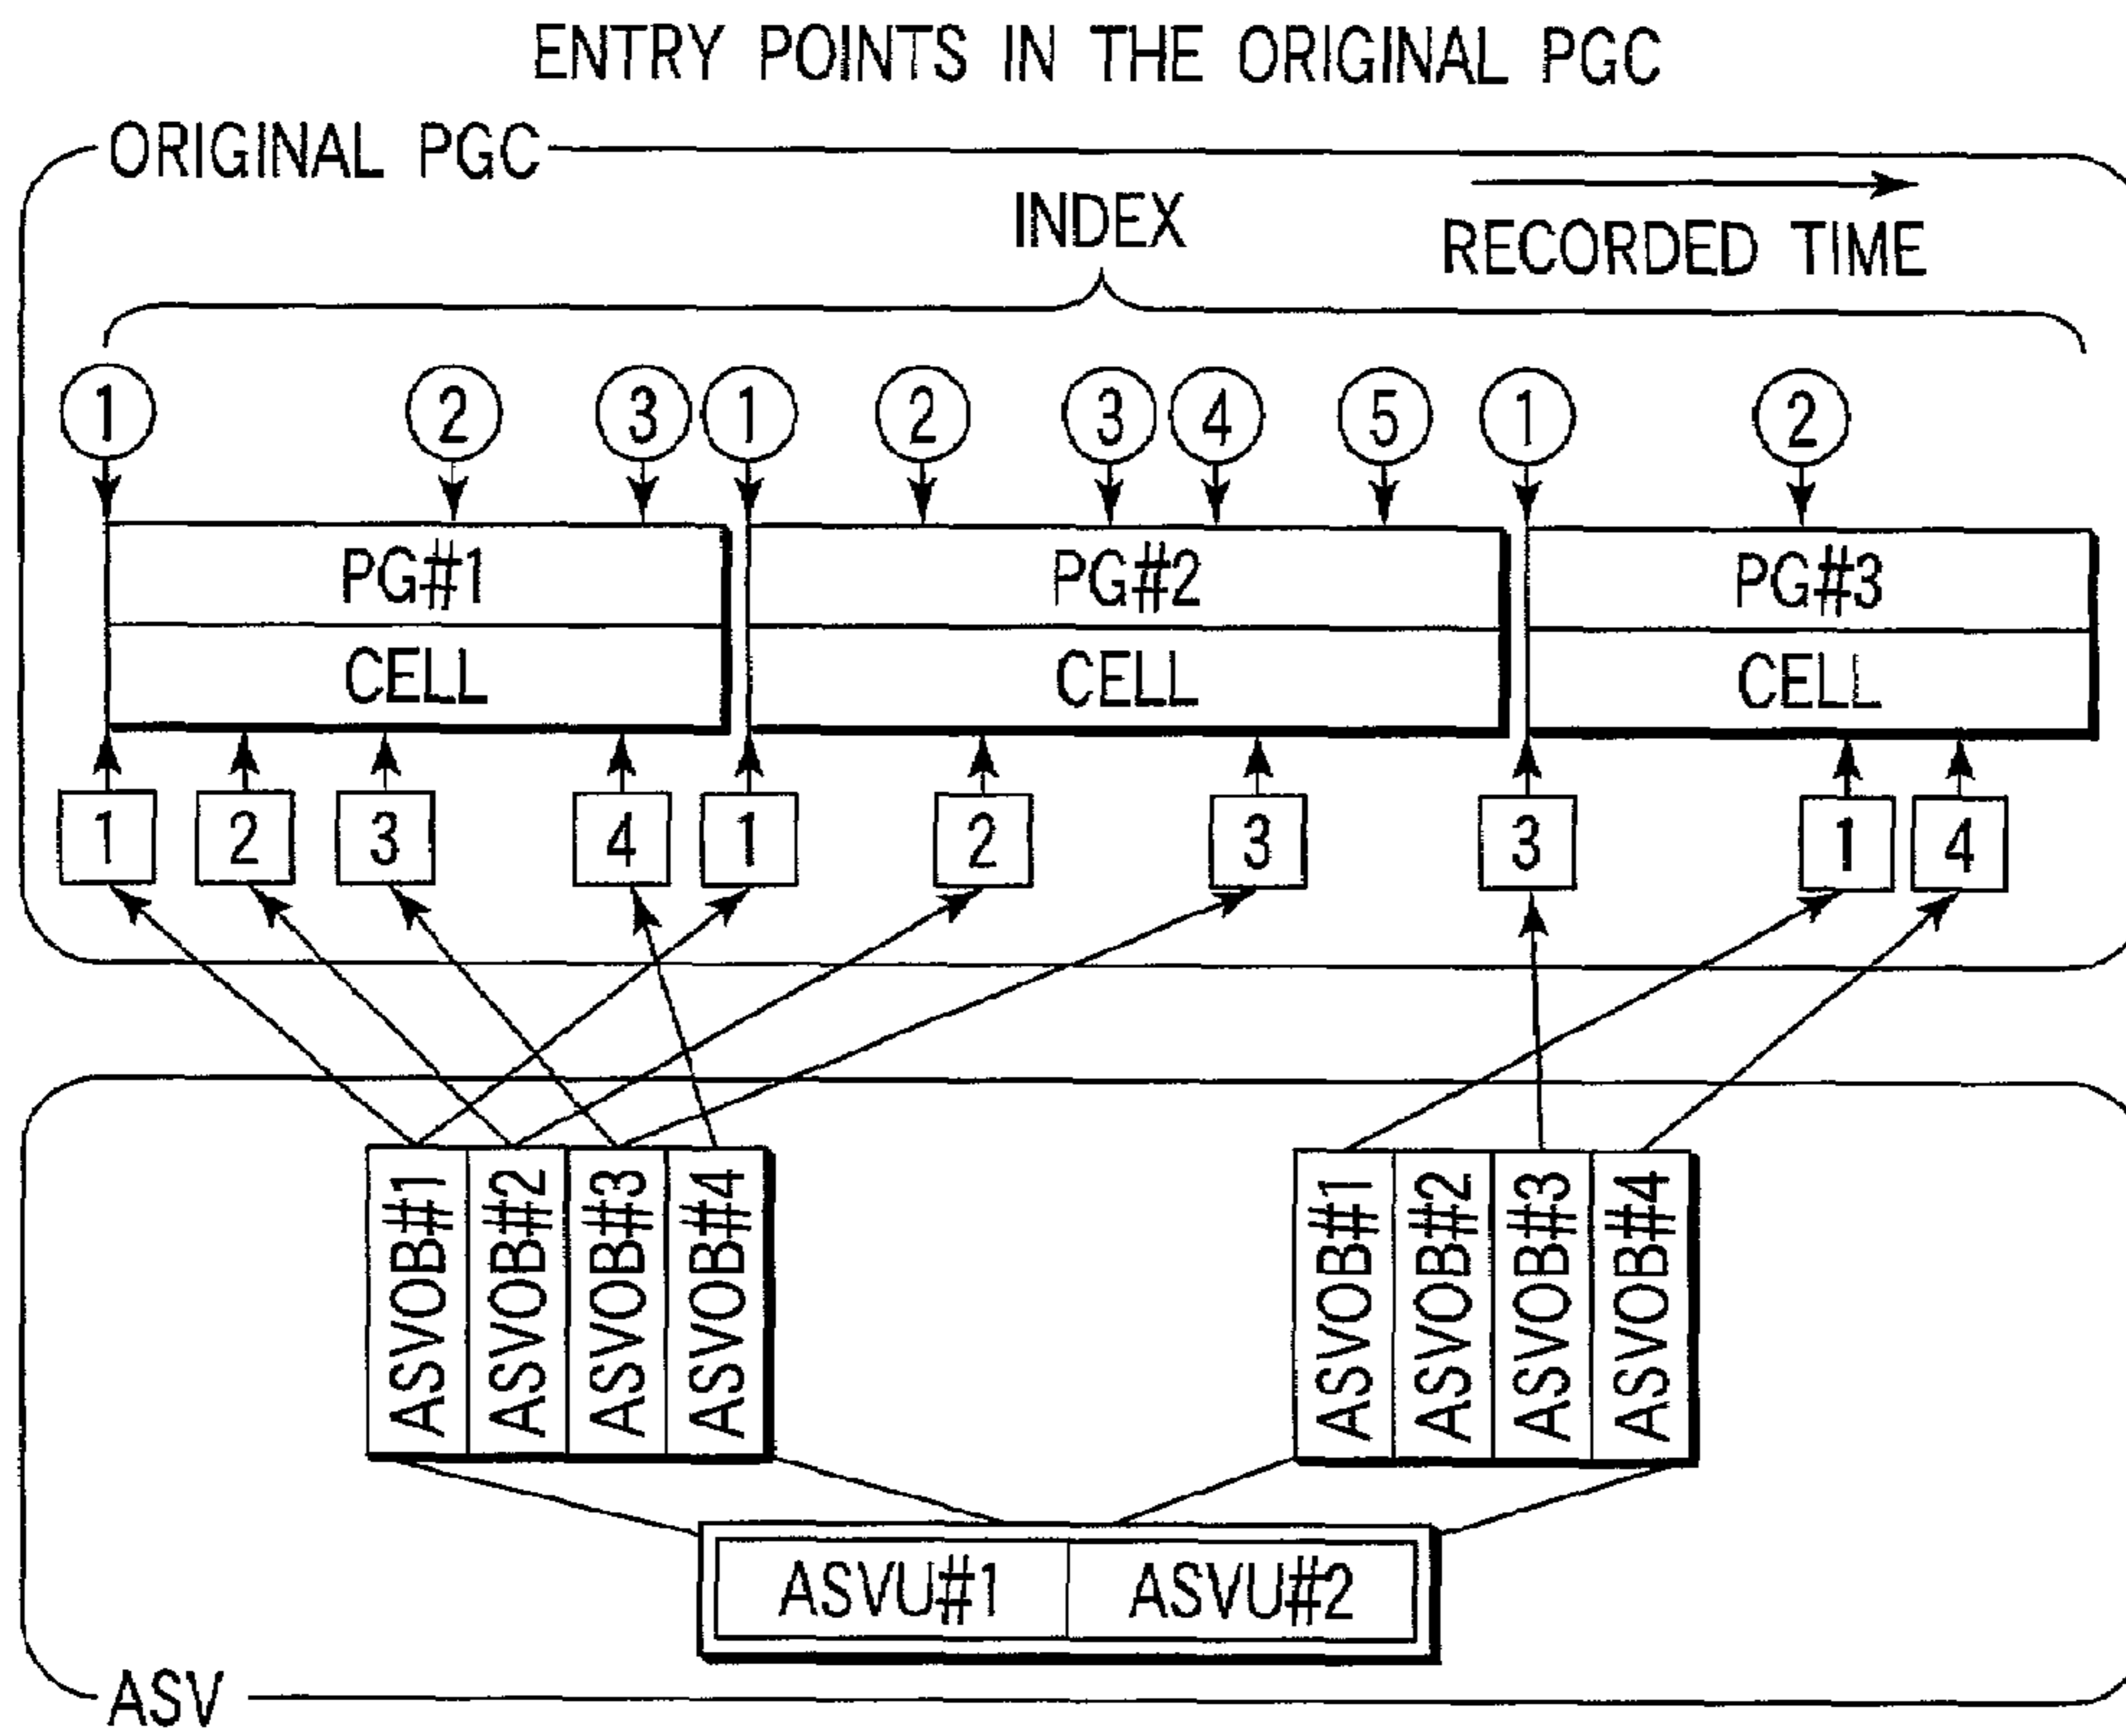 ENTRY POINTS IN THE ORIGINAL PGC
ORIGINAL PGC
INDEX
RECORDED TIME
1 2 3 1 2 3 4 5 1 2
PG#1 PG#2 PG#3
CELL CELL CELL
1 2 3 4 1 2 3 3 1 4
ASVOB#1 ASVOB#2 ASVOB#3 ASVOB#4
ASVOB#1 ASVOB#2 ASVOB#3 ASVOB#4
ASVU#1 ASVU#2
ASV